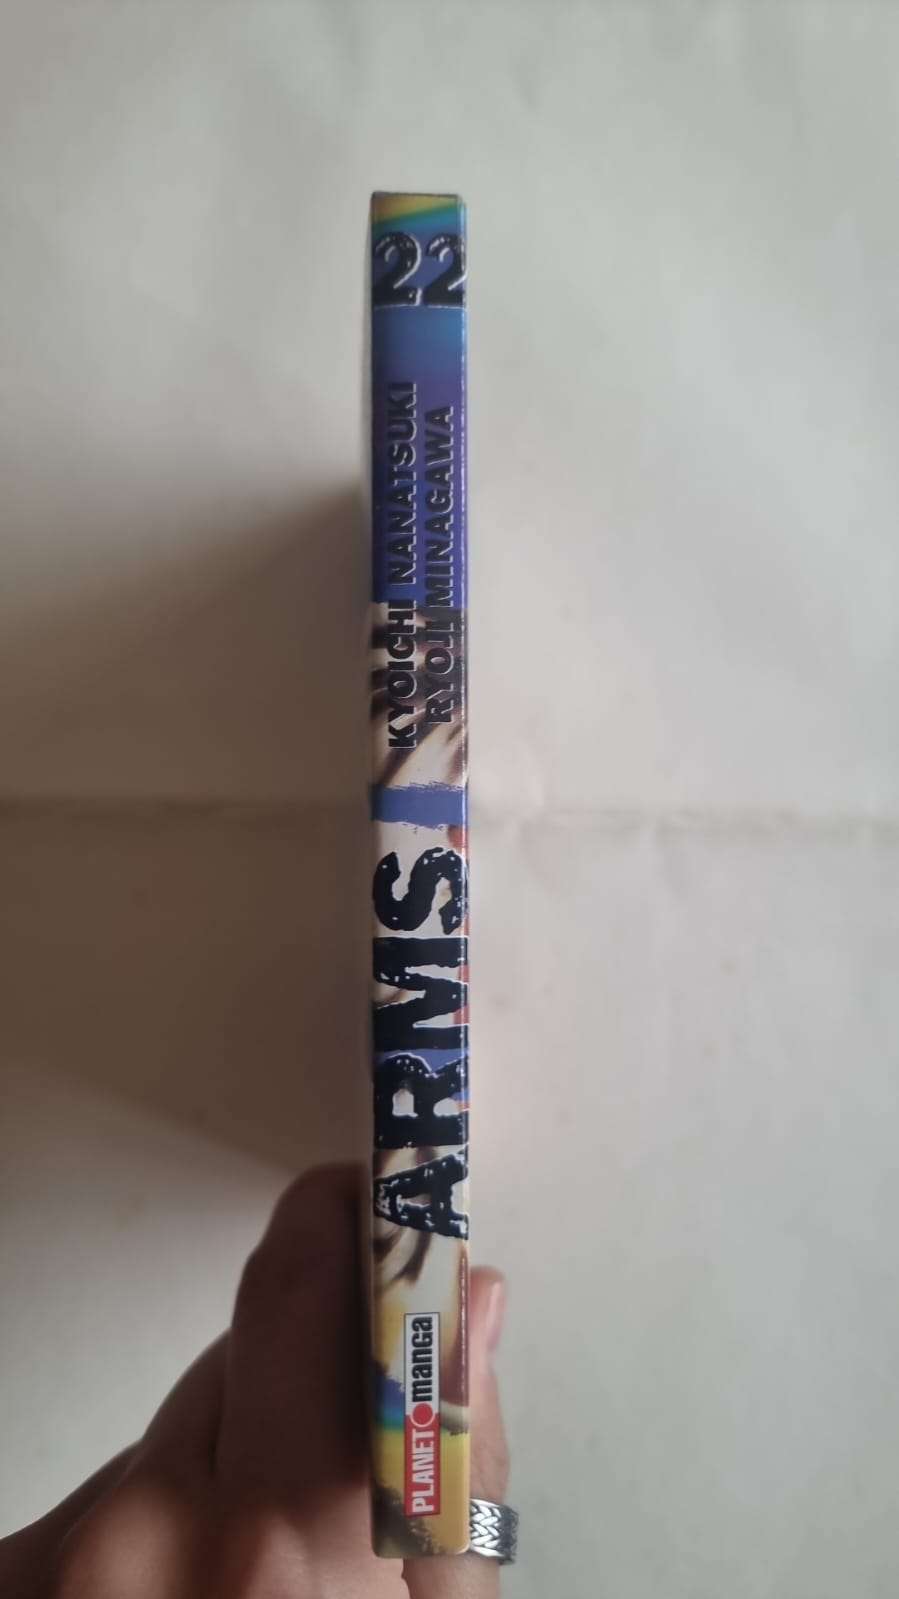 22
KYOICHI NANATSUKI
RYOJI MINAGAWA
ARMS
PLANET manga